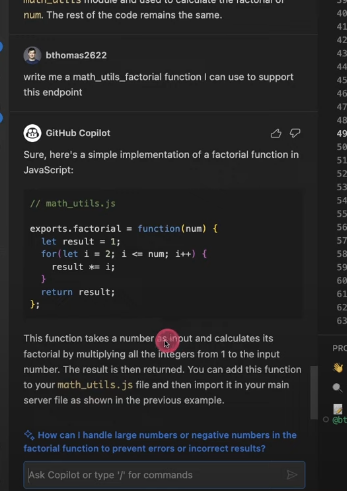 math_utils module and used to calculate the factorial of
num. The rest of the code remains the same.
bthomas2622
write me a math_utils_factorial function I can use to support
this endpoint
GitHub Copilot
Sure, here's a simple implementation of a factorial function in
JavaScript:
// math_utils.js
exports.factorial = function(num) {
let result = 1;
for(let i = 2; i <= num; i++) {
result *= i;
}
return result;
};
This function takes a number as input and calculates its
factorial by multiplying all the integers from 1 to the input
number. The result is then returned. You can add this function
to your math_utils.js file and then import it in your main
server file as shown in the previous example.
How can I handle large numbers or negative numbers in the
factorial function to prevent errors or incorrect results?
Ask Copilot or type '/' for commands
40
41
42
43
44
45
46
47
48
49
50
51
52
53
54
55
56
57
58
59
60
61
62
63
PRO
@bt